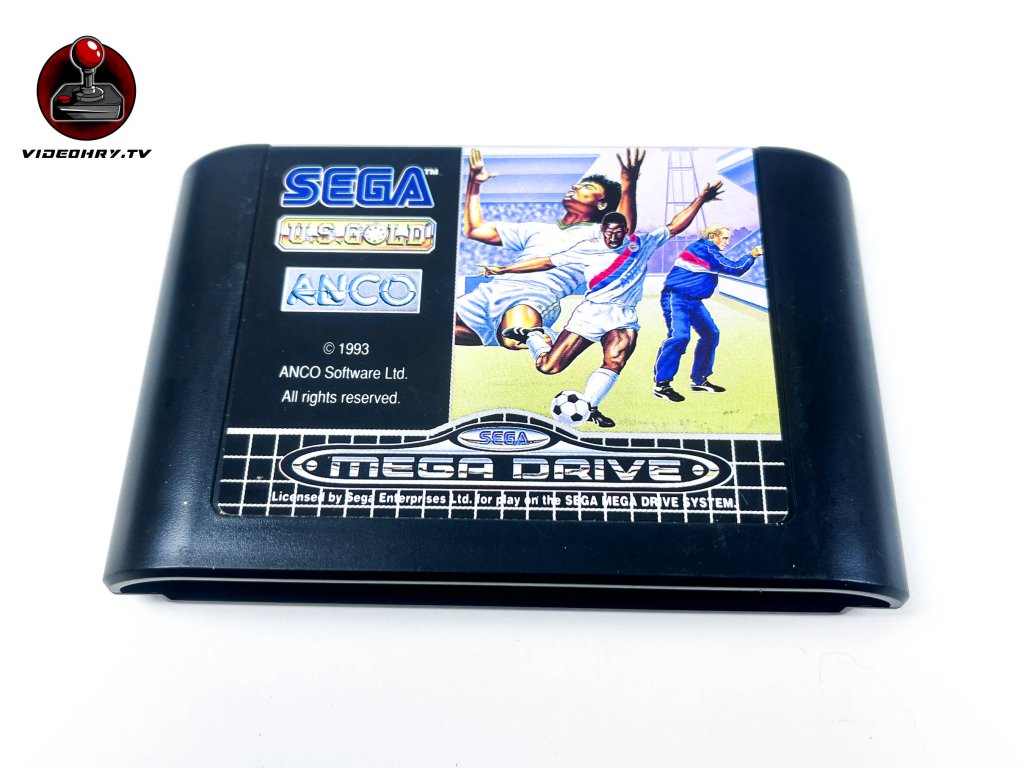 VIDEOHRY.TV
SEGA™
U.S. GOLD
ANCO
© 1993
ANCO Software Ltd.
All rights reserved.
SEGA
MEGA DRIVE
Licensed by Sega Enterprises Ltd. for play on the SEGA MEGA DRIVE SYSTEM.